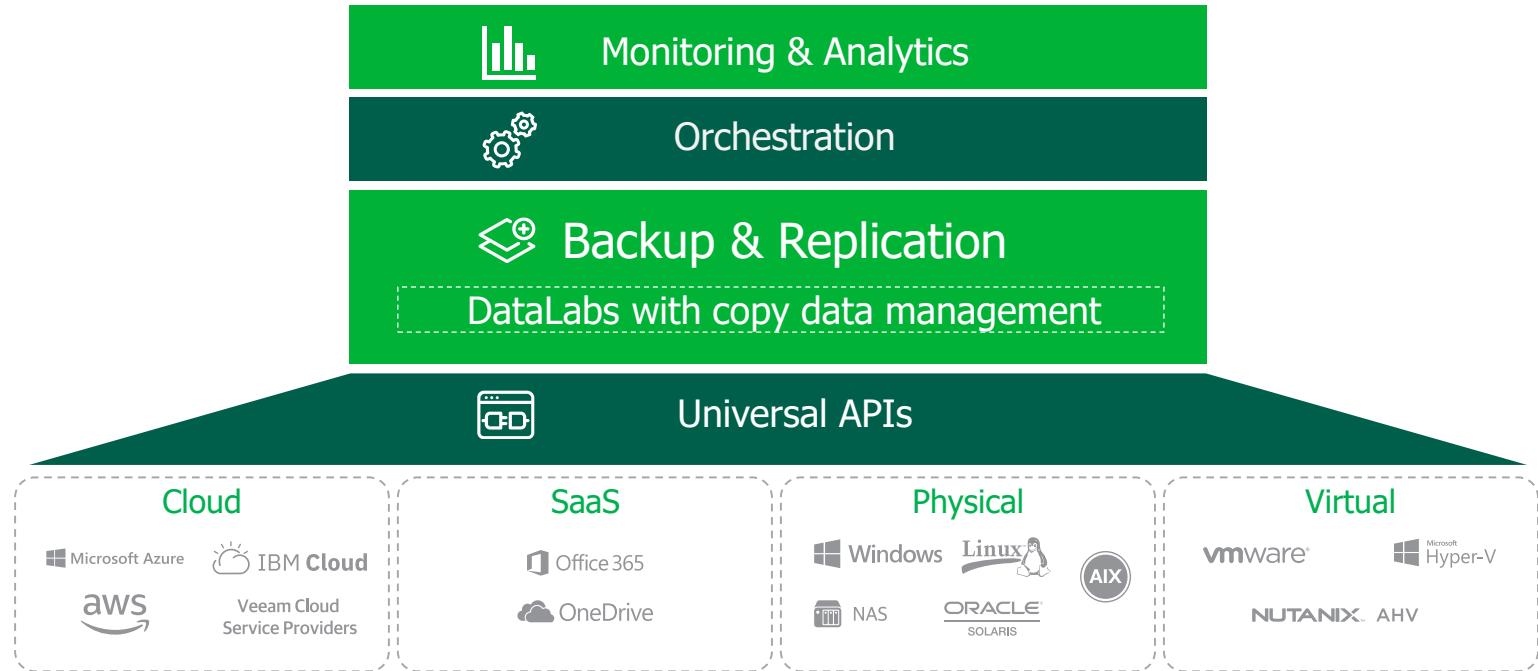 Monitoring & Analytics
Orchestration
Backup & Replication
DataLabs with copy data management
Universal APIs
Cloud
Microsoft Azure
IBM Cloud
aws
Veeam Cloud
Service Providers
SaaS
Office 365
OneDrive
Physical
Windows
Linux
AIX
NAS
ORACLE
SOLARIS
Virtual
vmware®
Microsoft
Hyper-V
NUTANIX™ AHV